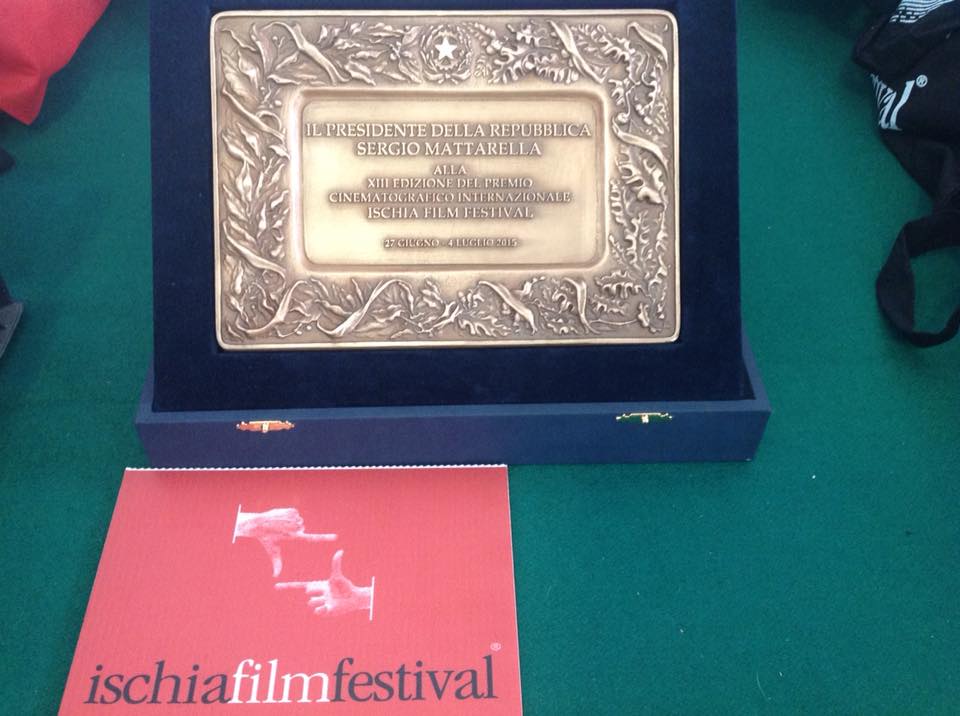 IL PRESIDENTE DELLA REPUBBLICA
SERGIO MATTARELLA
ALLA
XIII EDIZIONE DEL PREMIO
CINEMATOGRAFICO INTERNAZIONALE
ISCHIA FILM FESTIVAL
27 GIUGNO - 4 LUGLIO 2015
ischiafilmfestival®